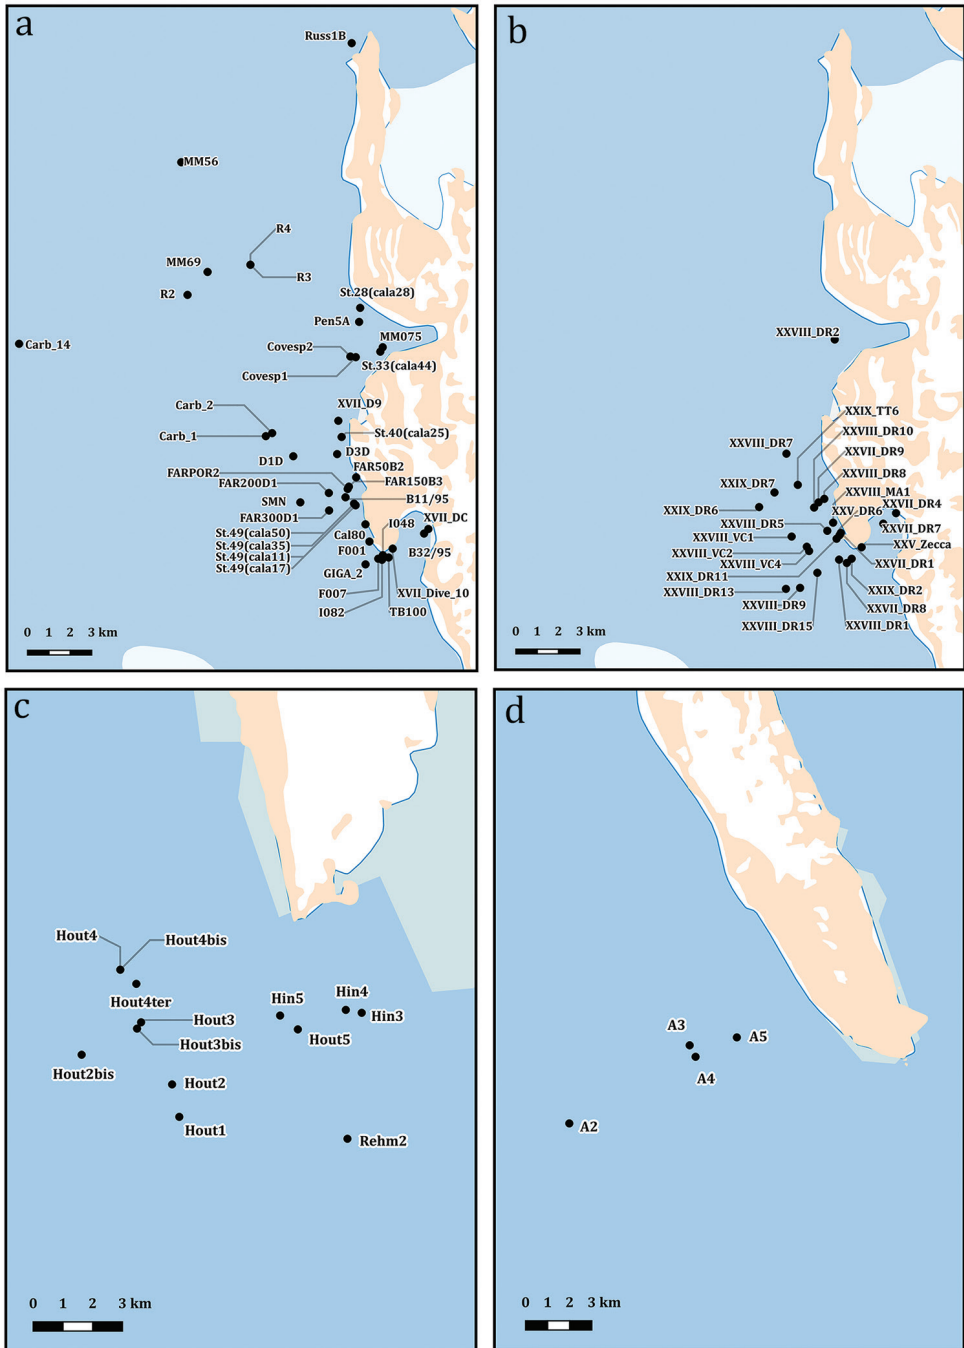 a
Russ1B
MM56
R4
MM69
R3
R2
St.28(cala28)
Pen5A
Carb_14
MM075
Covesp2
St.33(cala44)
Covesp1
Carb_2
XVII_D9
Carb_1
St.40(cala25)
D3D
D1D
FAR50B2
FARPOR2
FAR150B3
FAR200D1
SMN
B11/95
FAR300D1
I048
XVII_DC
St.49(cala50)
Cal80
St.49(cala35)
F001
B32/95
St.49(cala11)
St.49(cala17)
GIGA_2
F007
XVII_Dive_10
I082
TB100
0 1 2 3 km
b
XXVIII_DR2
XXIX_TT6
XXVIII_DR10
XXVIII_DR7
XXVII_DR9
XXVIII_DR8
XXIX_DR7
XXVIII_MA1
XXVII_DR4
XXIX_DR6
XXV_DR6
XXVIII_DR5
XXVII_DR7
XXVIII_VC1
XXV_Zecca
XXVIII_VC2
XXVIII_VC4
XXVII_DR1
XXIX_DR11
XXVIII_DR13
XXIX_DR2
XXVIII_DR9
XXVII_DR8
XXVIII_DR15
XXVIII_DR1
0 1 2 3 km
c
Hout4
Hout4bis
Hout4ter
Hin5
Hin4
Hin3
Hout3
Hout5
Hout3bis
Hout2bis
Hout2
Hout1
Rehm2
0 1 2 3 km
d
A3
A5
A4
A2
0 1 2 3 km